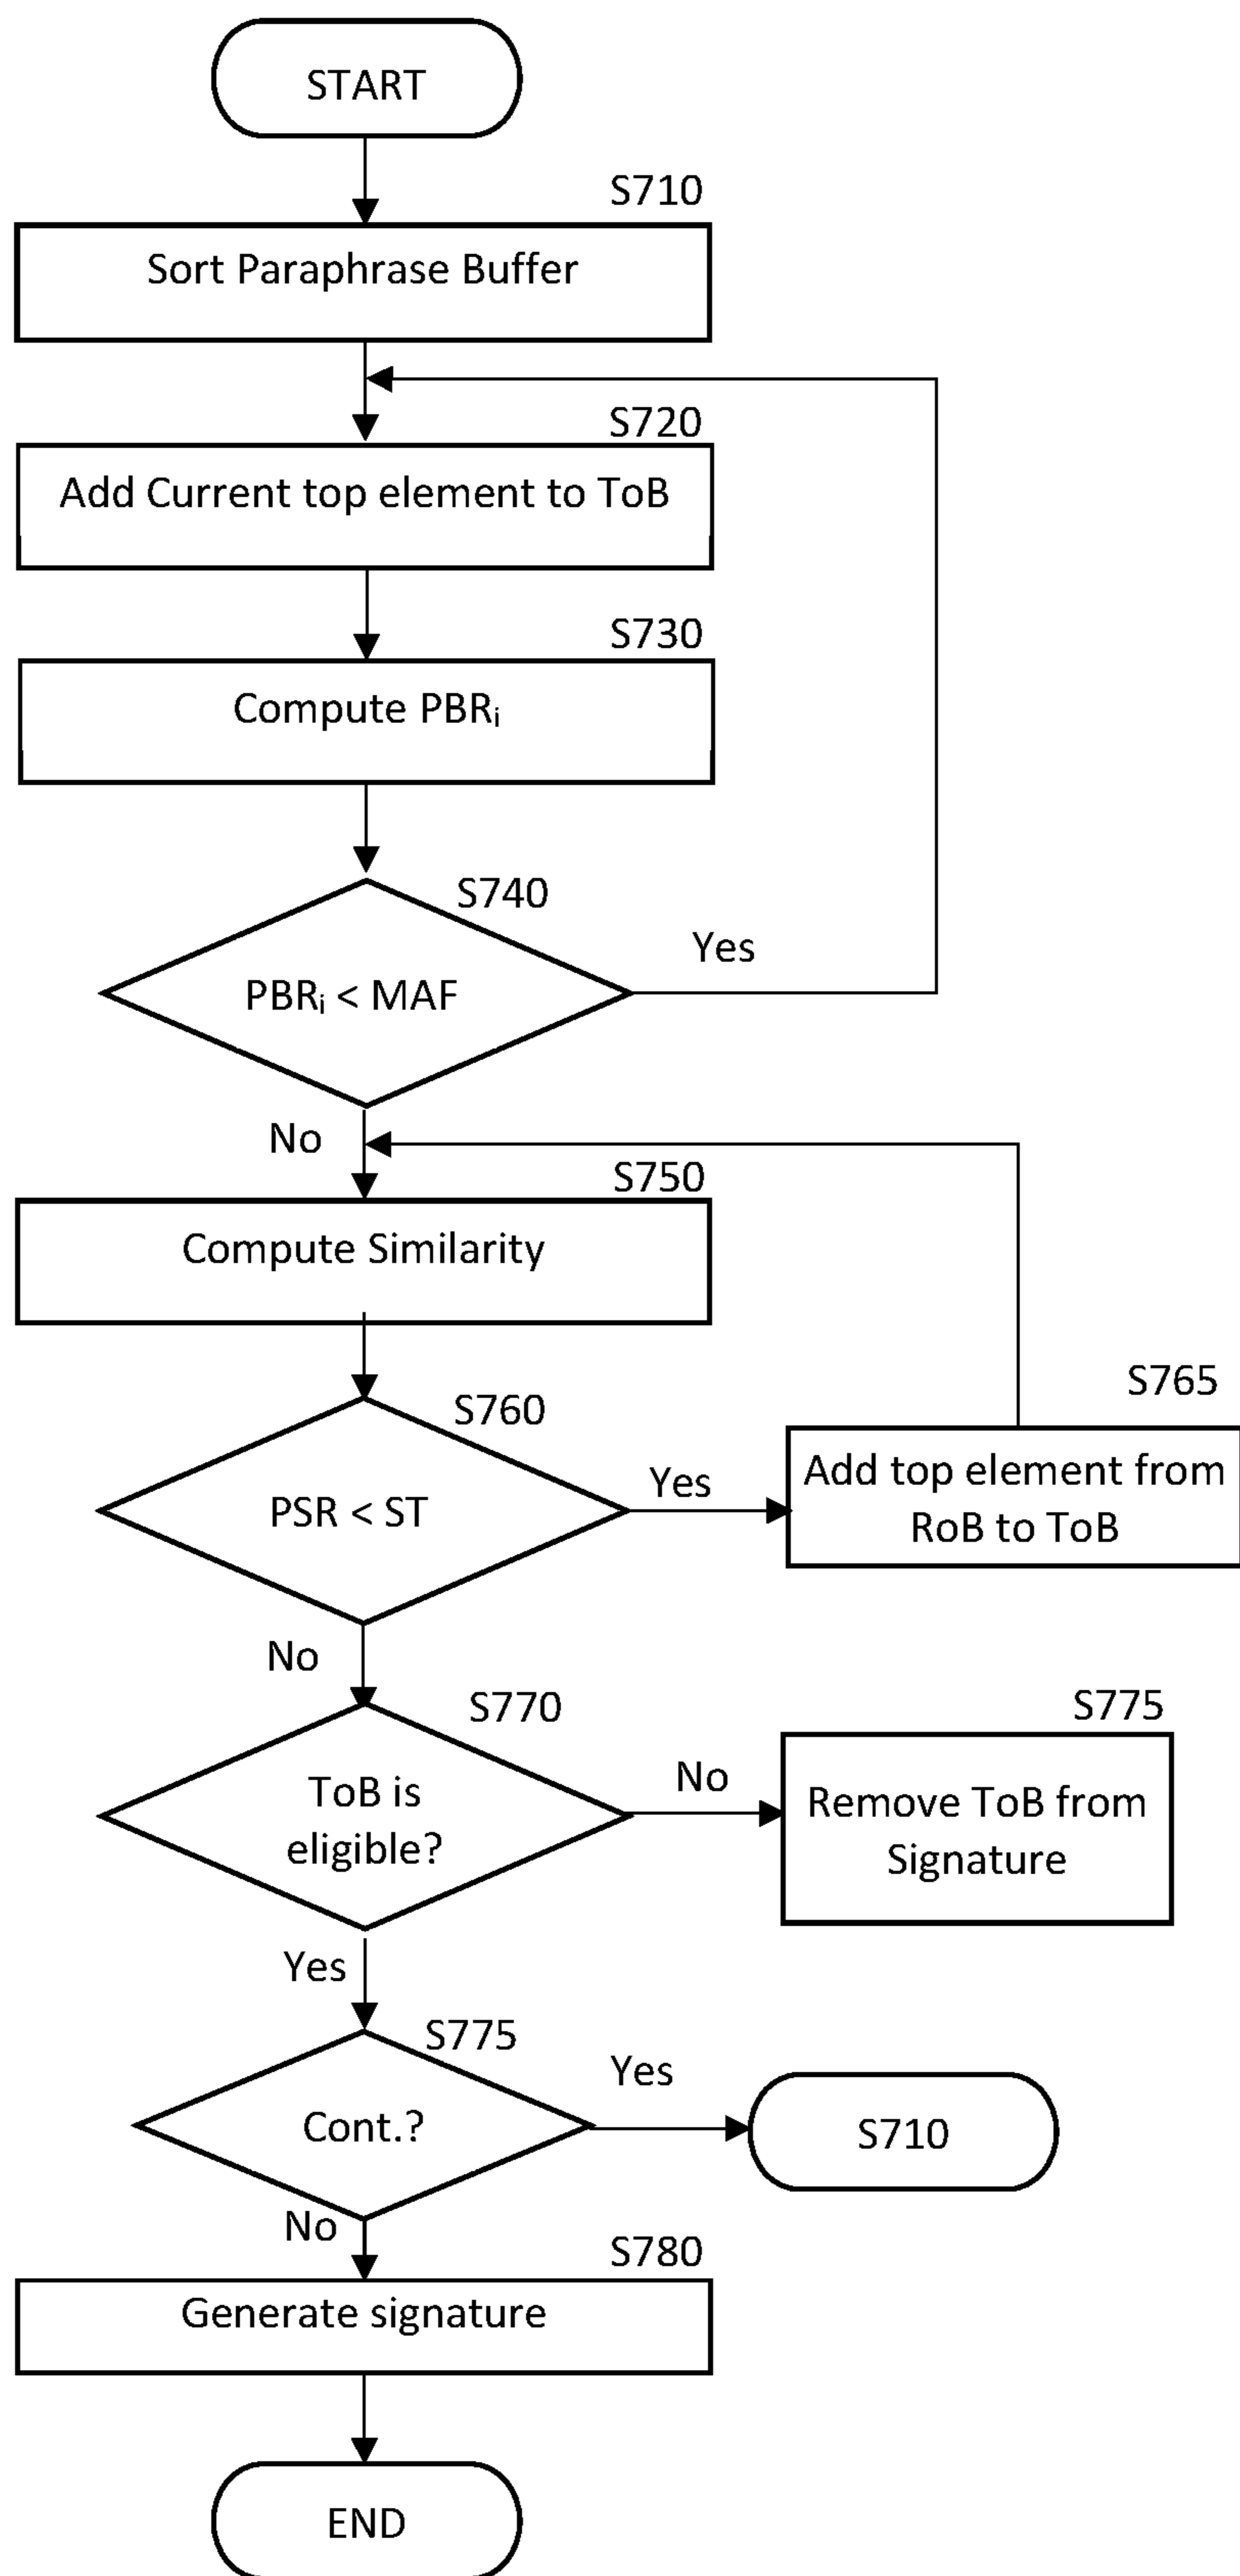 START
S710
Sort Paraphrase Buffer
S720
Add Current top element to ToB
S730
Compute PBRᵢ
S740
PBRᵢ < MAF
Yes
No
S750
Compute Similarity
S760
PSR < ST
Yes
S765
Add top element from
RoB to ToB
No
S770
ToB is
eligible?
No
S775
Remove ToB from
Signature
Yes
S775
Cont.?
Yes
S710
No
S780
Generate signature
END